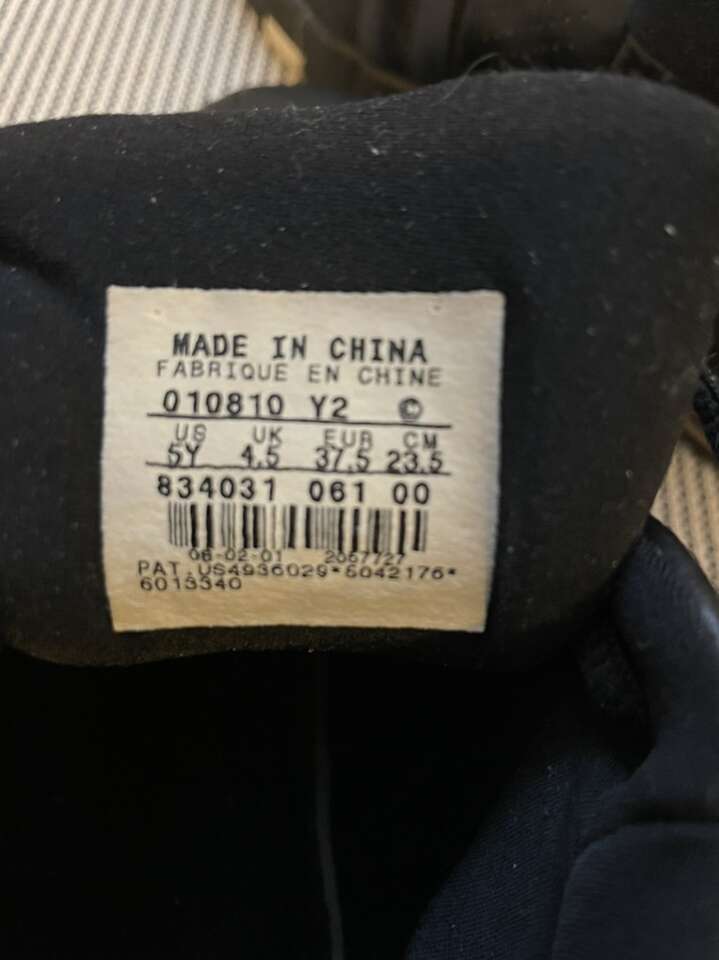 MADE IN CHINA
FABRIQUE EN CHINE
010810 Y2 ©
US UK EUR CM
5Y 4.5 37.5 23.5
834031 061 00
06-02-01 2067727
PAT.US4936029*5042176*
6013340